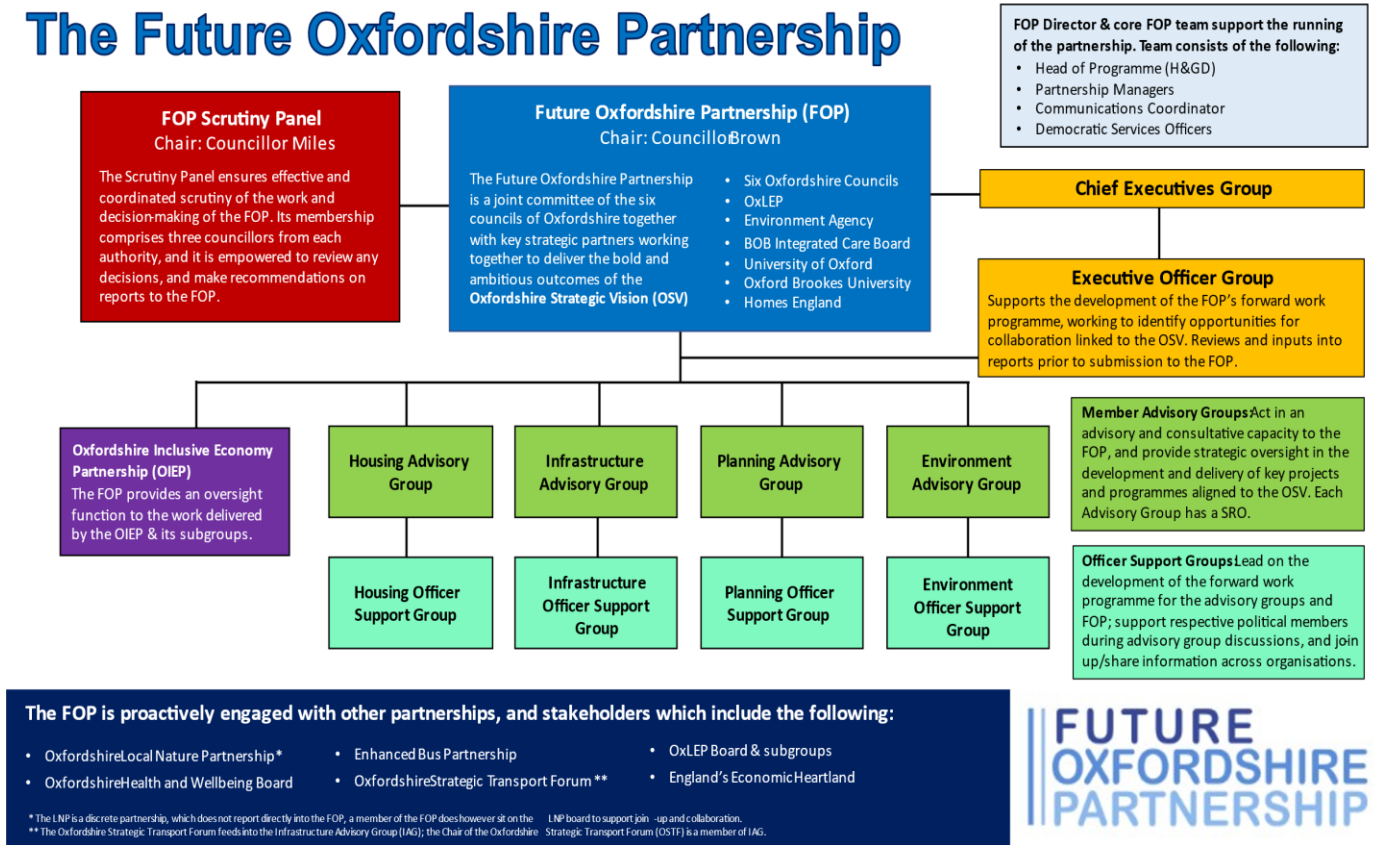 The Future Oxfordshire Partnership
FOP Director & core FOP team support the running
of the partnership. Team consists of the following:
• Head of Programme (H&GD)
• Partnership Managers
• Communications Coordinator
• Democratic Services Officers
FOP Scrutiny Panel
Chair: Councillor Miles
The Scrutiny Panel ensures effective and
coordinated scrutiny of the work and
decision-making of the FOP. Its membership
comprises three councillors from each
authority, and it is empowered to review any
decisions, and make recommendations on
reports to the FOP.
Future Oxfordshire Partnership (FOP)
Chair: Councillor Brown
The Future Oxfordshire Partnership
is a joint committee of the six
councils of Oxfordshire together
with key strategic partners working
together to deliver the bold and
ambitious outcomes of the
Oxfordshire Strategic Vision (OSV)
• Six Oxfordshire Councils
• OxLEP
• Environment Agency
• BOB Integrated Care Board
• University of Oxford
• Oxford Brookes University
• Homes England
Chief Executives Group
Executive Officer Group
Supports the development of the FOP's forward work
programme, working to identify opportunities for
collaboration linked to the OSV. Reviews and inputs into
reports prior to submission to the FOP.
Oxfordshire Inclusive Economy
Partnership (OIEP)
The FOP provides an oversight
function to the work delivered
by the OIEP & its subgroups.
Housing Advisory
Group
Infrastructure
Advisory Group
Planning Advisory
Group
Environment
Advisory Group
Member Advisory Groups: Act in an
advisory and consultative capacity to the
FOP, and provide strategic oversight in the
development and delivery of key projects
and programmes aligned to the OSV. Each
Advisory Group has a SRO.
Housing Officer
Support Group
Infrastructure
Officer Support
Group
Planning Officer
Support Group
Environment
Officer Support
Group
Officer Support Groups: Lead on the
development of the forward work
programme for the advisory groups and
FOP; support respective political members
during advisory group discussions, and join-
up/share information across organisations.
The FOP is proactively engaged with other partnerships, and stakeholders which include the following:
• Oxfordshire Local Nature Partnership*
• Oxfordshire Health and Wellbeing Board
• Enhanced Bus Partnership
• Oxfordshire Strategic Transport Forum **
• OxLEP Board & subgroups
• England's Economic Heartland
* The LNP is a discrete partnership, which does not report directly into the FOP, a member of the FOP does however sit on the LNP board to support join -up and collaboration.
** The Oxfordshire Strategic Transport Forum feeds into the Infrastructure Advisory Group (IAG); the Chair of the Oxfordshire Strategic Transport Forum (OSTF) is a member of IAG.
FUTURE
OXFORDSHIRE
PARTNERSHIP